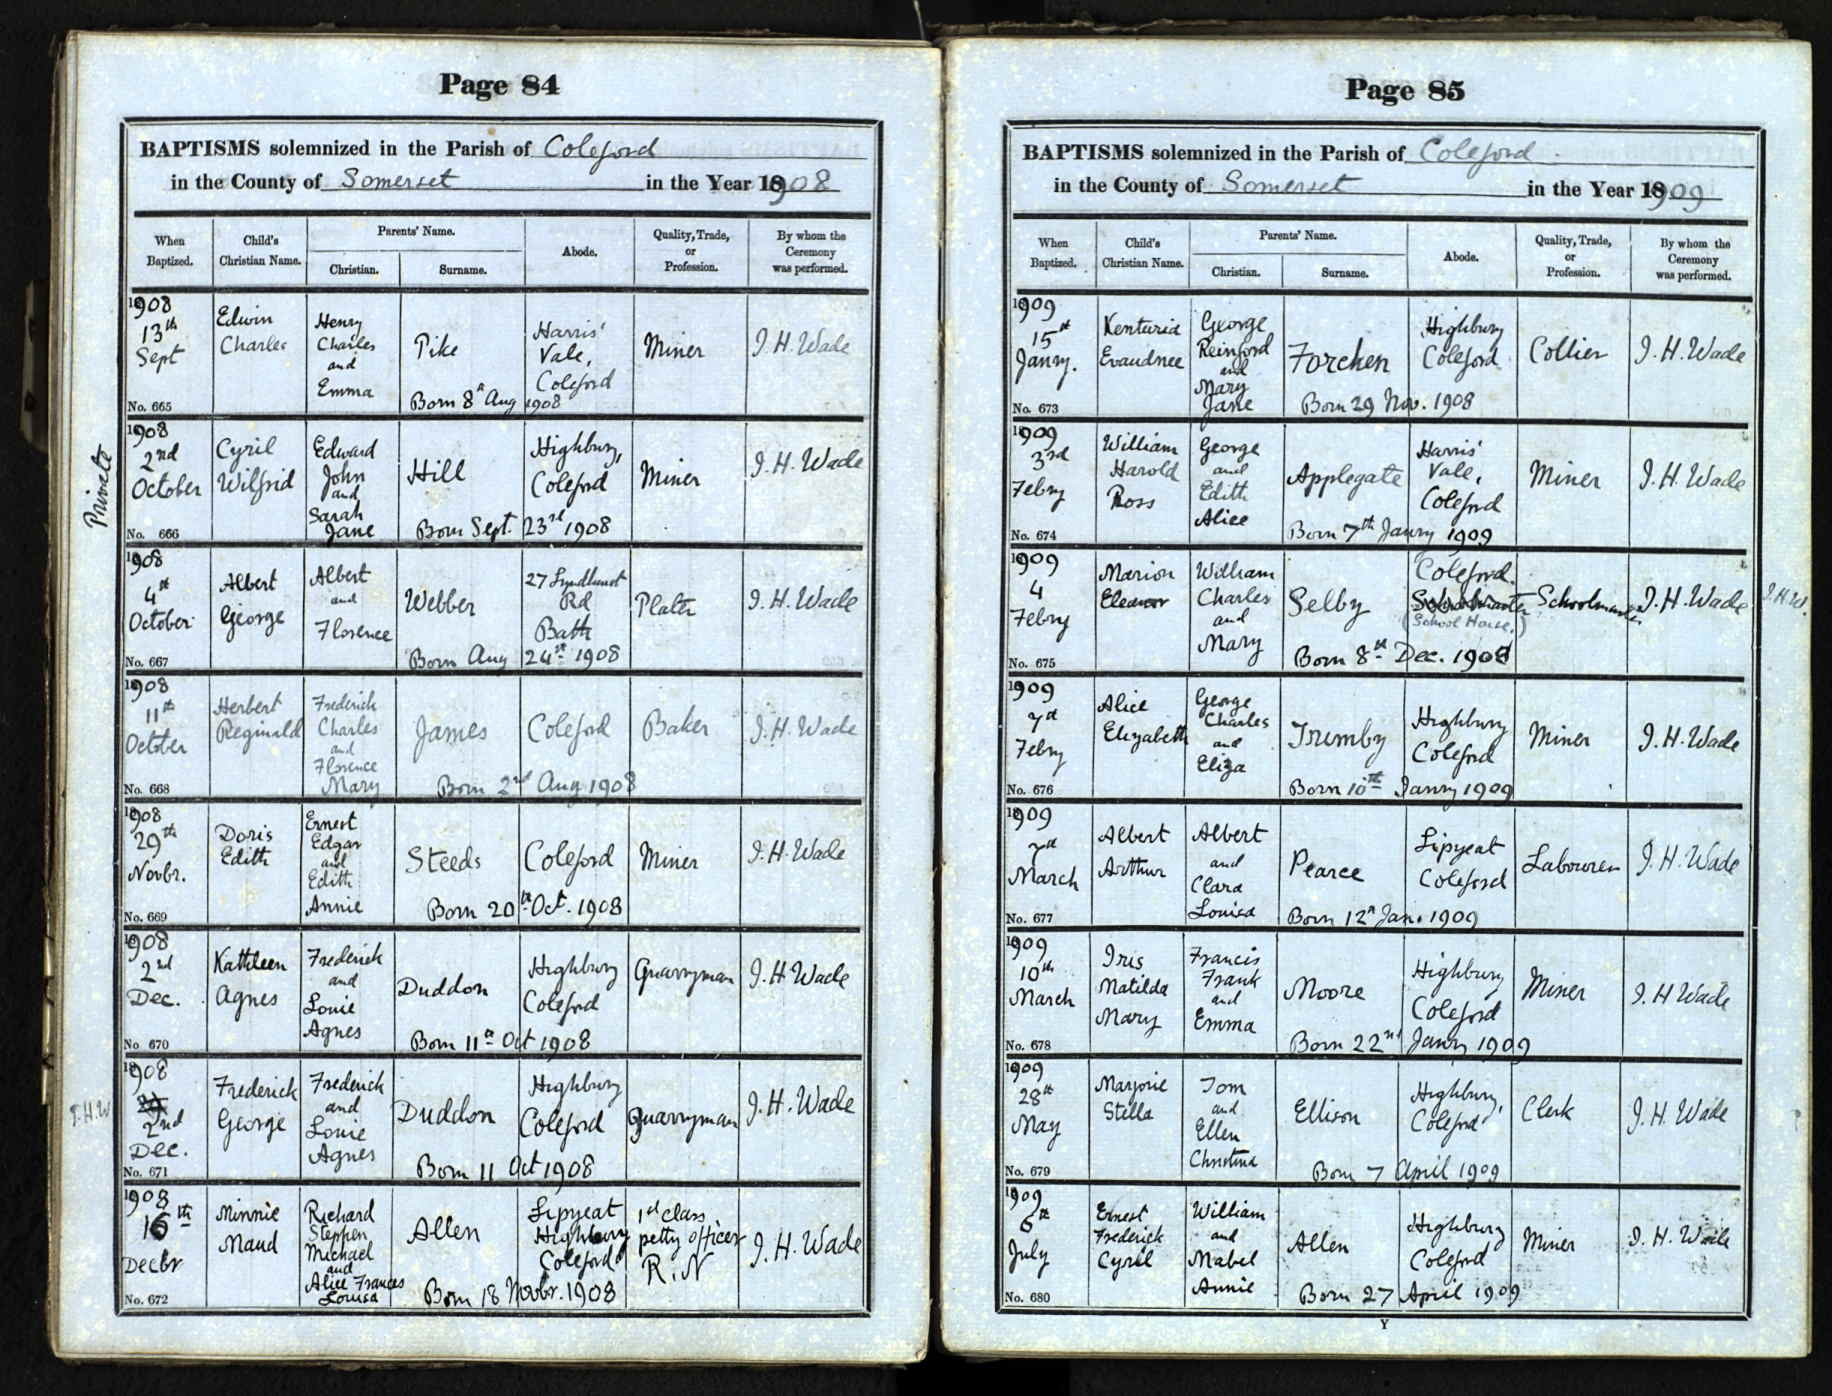 Page 84
BAPTISMS solemnized in the Parish of Coleford
in the County of Somerset in the Year 1908
When Baptized.
Child's Christian Name.
Parents' Name.
Christian.
Surname.
Abode.
Quality, Trade, or Profession.
By whom the Ceremony was performed.
1908
13th
Sept
No. 665
Edwin
Charles
Henry
Charles
and
Emma
Pike
Harris'
Vale,
Coleford
Miner
J. H. Wade
Born 8th Aug 1908
Private
1908
2nd
October
No. 666
Cyril
Wilfrid
Edward
John
and
Sarah
Jane
Hill
Highbury,
Coleford
Miner
J. H. Wade
Born Sept. 23rd 1908
1908
4th
October
No. 667
Albert
George
Albert
and
Florence
Webber
27 Lyndhurst
Rd
Bath
Plater
J. H. Wade
Born Aug 24th 1908
1908
11th
October
No. 668
Herbert
Reginald
Frederick
Charles
and
Florence
Mary
James
Coleford
Baker
J. H. Wade
Born 2nd Aug 1908
1908
29th
Novbr.
No. 669
Doris
Edith
Ernest
Edgar
and
Edith
Annie
Steeds
Coleford
Miner
J. H. Wade
Born 20th Oct. 1908
1908
2nd
Dec.
No. 670
Kathleen
Agnes
Frederick
and
Louie
Agnes
Duddon
Highbury
Coleford
Quarryman
J. H. Wade
Born 11th Oct 1908
J. H. W
1908
2nd
Dec.
No. 671
Frederick
George
Frederick
and
Louie
Agnes
Duddon
Highbury
Coleford
Quarryman
J. H. Wade
Born 11 Oct 1908
1908
16th
Decbr
No. 672
Minnie
Maud
Richard
Stephen
Michael
and
Alice Frances
Louisa
Allen
Lipyeat
Highbury
Coleford
1st Class
petty officer
R. N
J. H. Wade
Born 18 Novbr. 1908
Page 85
BAPTISMS solemnized in the Parish of Coleford.
in the County of Somerset in the Year 1909
When Baptized.
Child's Christian Name.
Parents' Name.
Christian.
Surname.
Abode.
Quality, Trade, or Profession.
By whom the Ceremony was performed.
1909
15th
Janry.
No. 673
Evaudnee
George
Reinford
and
Mary
Jane
Highbury
Coleford
Collier
J. H. Wade
Born 29 Nov. 1908
1909
3rd
Febry
No. 674
William
Harold
Ross
George
and
Edith
Alice
Applegate
Harris'
Vale,
Coleford
Miner
J. H. Wade
Born 7th Janry 1909
1909
4
Febry
No. 675
Marion
Eleanor
William
Charles
and
Mary
Selby
Coleford.
Schoolmaster
(School House.)
Schoolmaster
J. H. Wade
J. H. W.
Born 8th Dec. 1908
1909
7th
Febry
No. 676
Alice
Elizabeth
George
Charles
and
Eliza
Trumby
Highbury
Coleford
Miner
J. H. Wade
Born 10th Janry 1909
1909
7th
March
No. 677
Albert
Arthur
Albert
and
Clara
Louisa
Pearce
Lipyeat
Coleford
Labourer
J. H. Wade
Born 12th Jan. 1909
1909
10th
March
No. 678
Iris
Matilda
Mary
Francis
Frank
and
Emma
Moore
Highbury
Coleford
Miner
J. H Wade
Born 22nd Janry 1909
1909
28th
May
No. 679
Marjorie
Stella
Tom
and
Ellen
Christina
Ellison
Highbury,
Coleford
Clerk
J. H. Wade
Born 7 April 1909
1909
6th
July
No. 680
Ernest
Frederick
Cyril
William
and
Mabel
Annie
Allen
Highbury
Coleford
Miner
J. H. Wade
Born 27 April 1909
Y